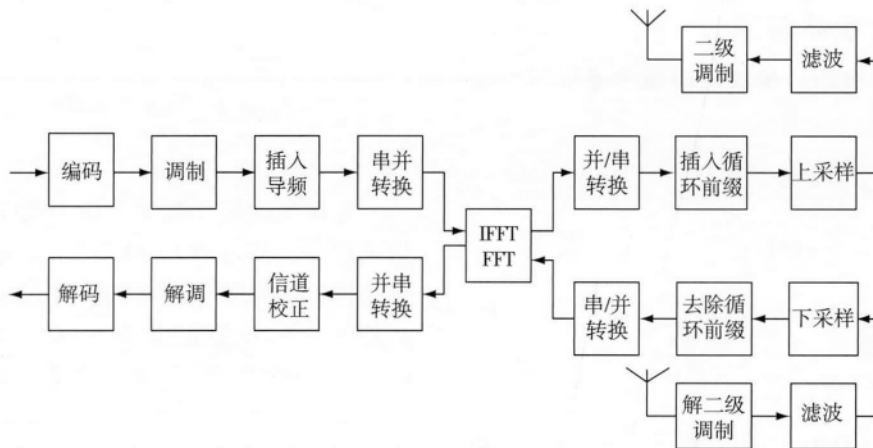 二级
调制
滤波
编码
调制
插入
导频
串并
转换
并/串
转换
插入循
环前缀
上采样
IFFT
FFT
解码
解调
信道
校正
并串
转换
串/并
转换
去除循
环前缀
下采样
解二级
调制
滤波